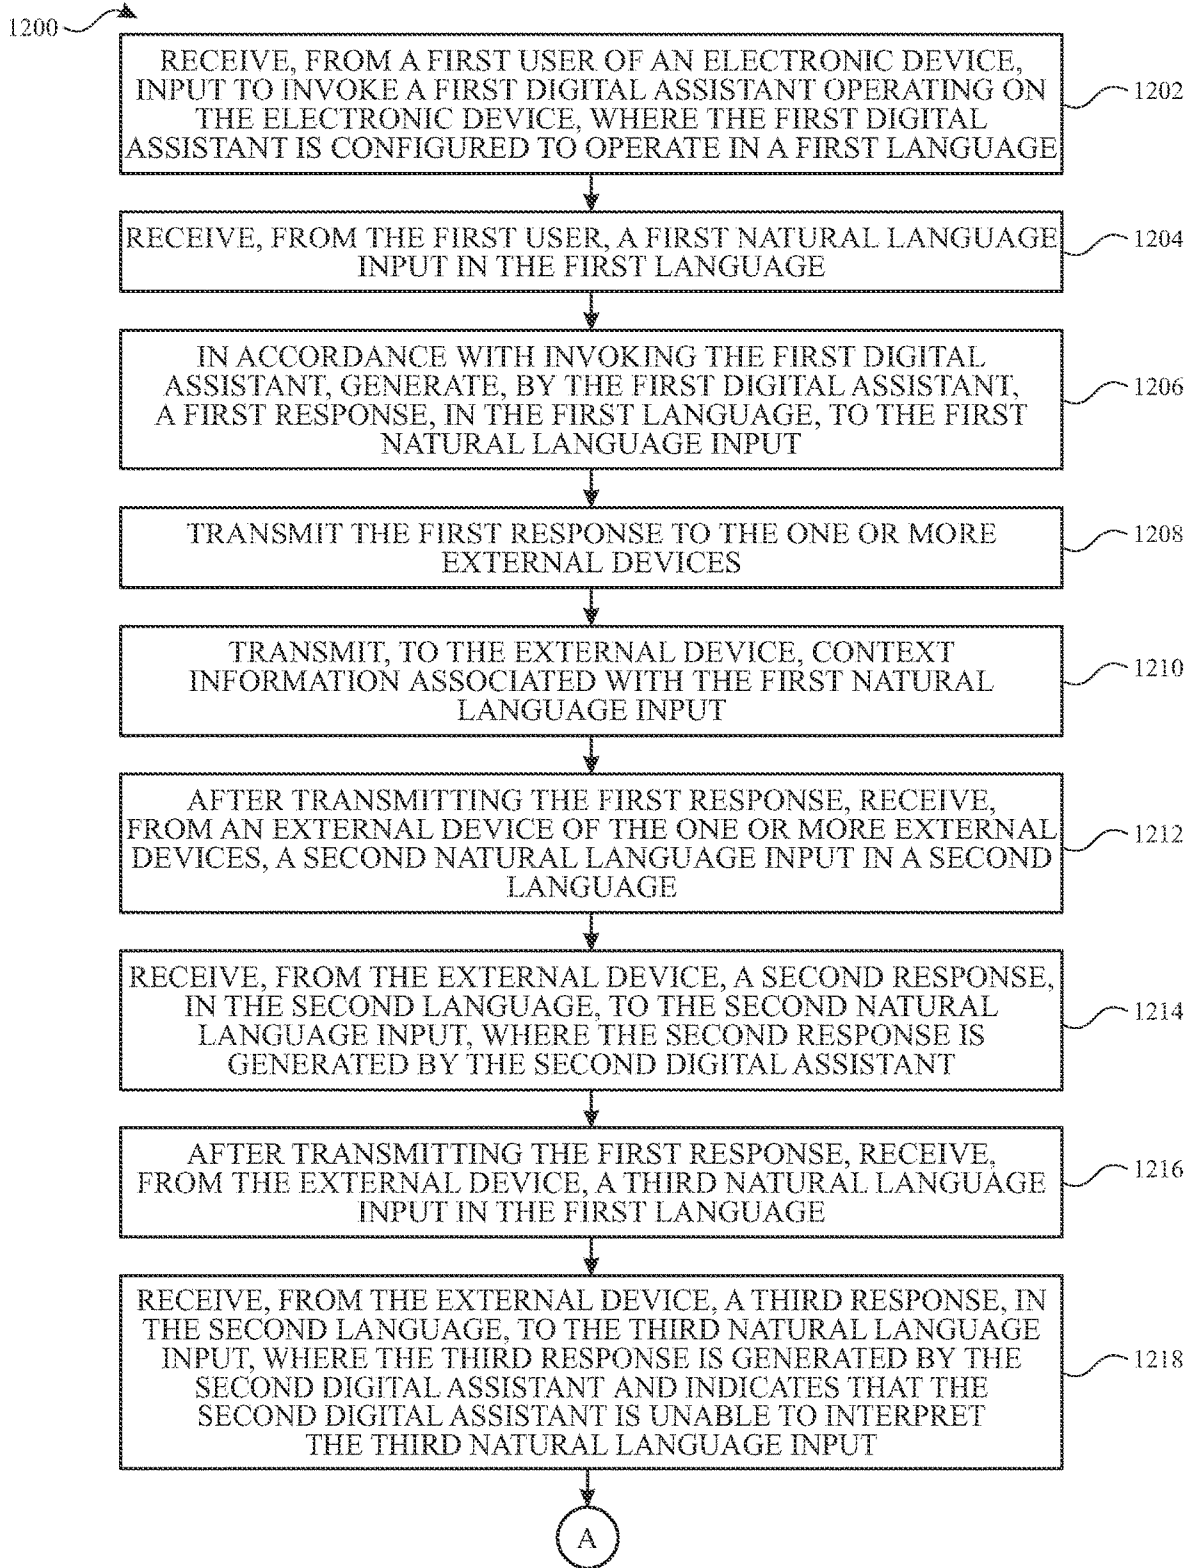 1200
RECEIVE, FROM A FIRST USER OF AN ELECTRONIC DEVICE,
INPUT TO INVOKE A FIRST DIGITAL ASSISTANT OPERATING ON
THE ELECTRONIC DEVICE, WHERE THE FIRST DIGITAL
ASSISTANT IS CONFIGURED TO OPERATE IN A FIRST LANGUAGE
1202
RECEIVE, FROM THE FIRST USER, A FIRST NATURAL LANGUAGE
INPUT IN THE FIRST LANGUAGE
1204
IN ACCORDANCE WITH INVOKING THE FIRST DIGITAL
ASSISTANT, GENERATE, BY THE FIRST DIGITAL ASSISTANT,
A FIRST RESPONSE, IN THE FIRST LANGUAGE, TO THE FIRST
NATURAL LANGUAGE INPUT
1206
TRANSMIT THE FIRST RESPONSE TO THE ONE OR MORE
EXTERNAL DEVICES
1208
TRANSMIT, TO THE EXTERNAL DEVICE, CONTEXT
INFORMATION ASSOCIATED WITH THE FIRST NATURAL
LANGUAGE INPUT
1210
AFTER TRANSMITTING THE FIRST RESPONSE, RECEIVE,
FROM AN EXTERNAL DEVICE OF THE ONE OR MORE EXTERNAL
DEVICES, A SECOND NATURAL LANGUAGE INPUT IN A SECOND
LANGUAGE
1212
RECEIVE, FROM THE EXTERNAL DEVICE, A SECOND RESPONSE,
IN THE SECOND LANGUAGE, TO THE SECOND NATURAL
LANGUAGE INPUT, WHERE THE SECOND RESPONSE IS
GENERATED BY THE SECOND DIGITAL ASSISTANT
1214
AFTER TRANSMITTING THE FIRST RESPONSE, RECEIVE,
FROM THE EXTERNAL DEVICE, A THIRD NATURAL LANGUAGE
INPUT IN THE FIRST LANGUAGE
1216
RECEIVE, FROM THE EXTERNAL DEVICE, A THIRD RESPONSE, IN
THE SECOND LANGUAGE, TO THE THIRD NATURAL LANGUAGE
INPUT, WHERE THE THIRD RESPONSE IS GENERATED BY THE
SECOND DIGITAL ASSISTANT AND INDICATES THAT THE
SECOND DIGITAL ASSISTANT IS UNABLE TO INTERPRET
THE THIRD NATURAL LANGUAGE INPUT
1218
A